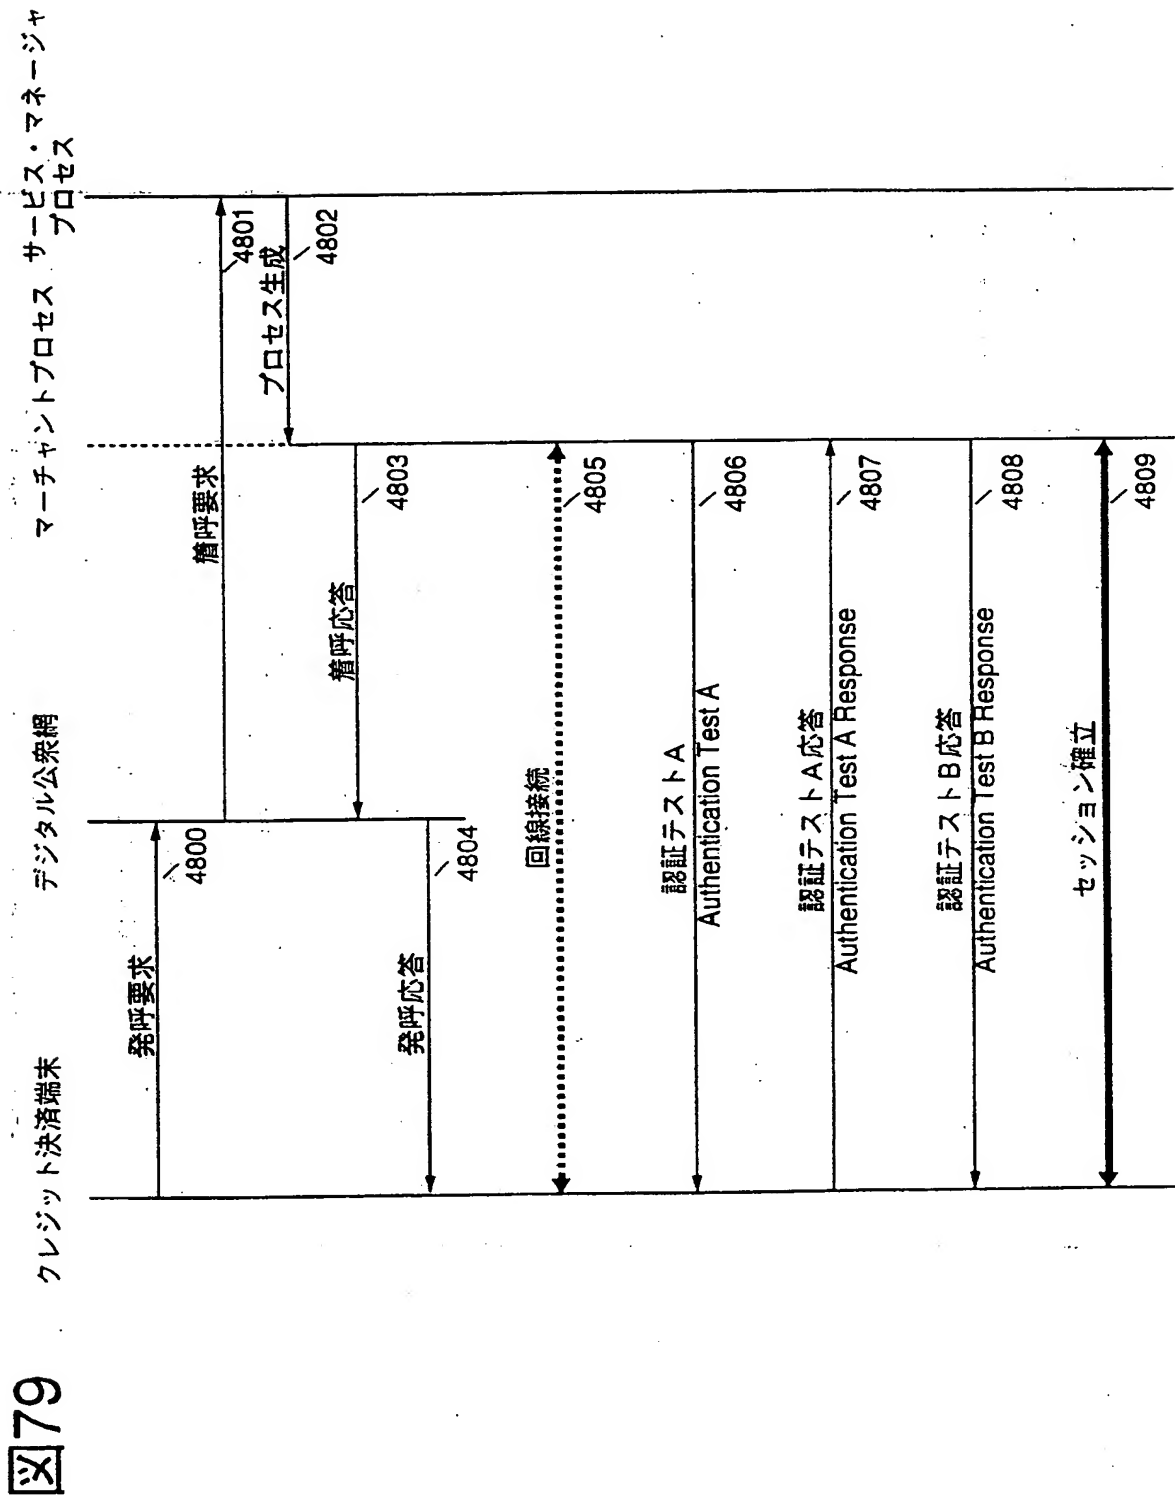 図79
クレジット決済端末
デジタル公衆網
マーチャントプロセス
サービス・マネージャ
プロセス
発呼要求
4800
着呼要求
4801
プロセス生成
4802
着呼応答
4803
発呼応答
4804
回線接続
4805
認証テストA
Authentication Test A
4806
認証テストA応答
Authentication Test A Response
4807
認証テストB応答
Authentication Test B Response
4808
セッション確立
4809